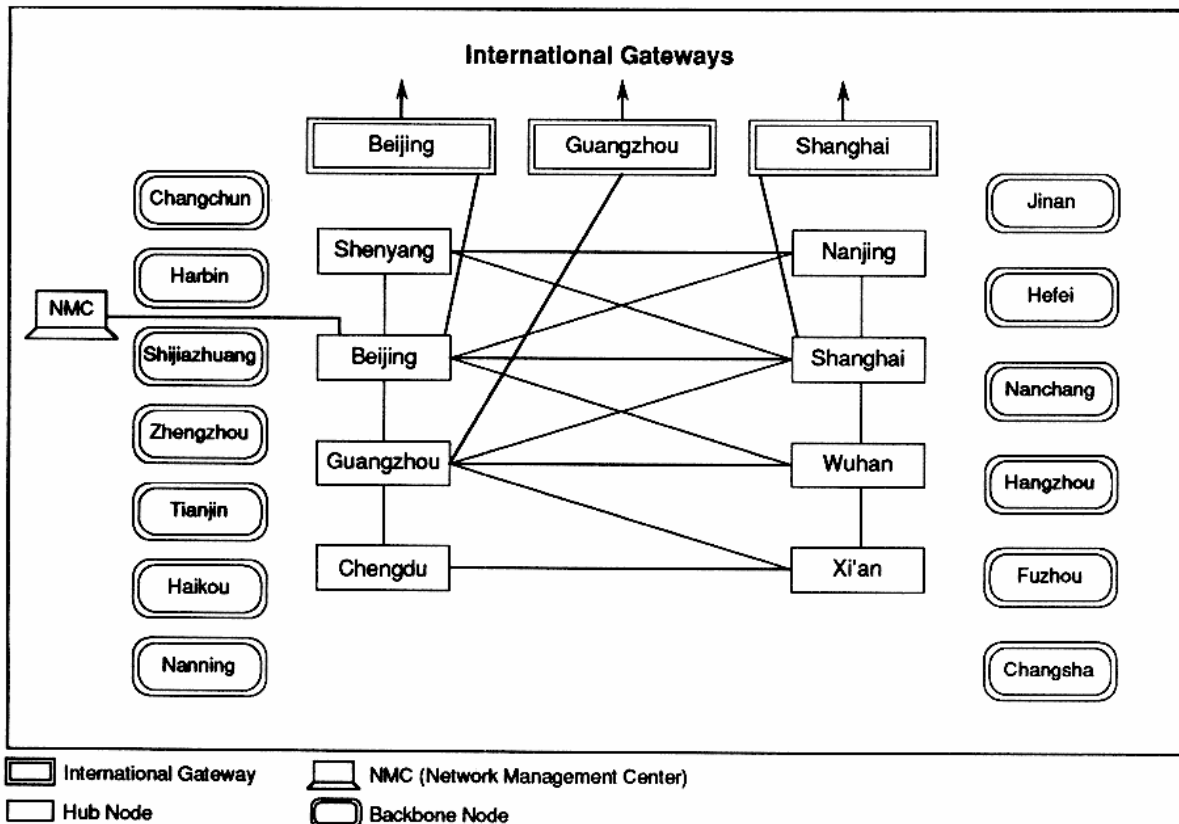 International Gateways
Beijing
Guangzhou
Shanghai
Changchun
Harbin
NMC
Shijiazhuang
Zhengzhou
Tianjin
Haikou
Nanning
Shenyang
Beijing
Guangzhou
Chengdu
Nanjing
Shanghai
Wuhan
Xi'an
Jinan
Hefei
Nanchang
Hangzhou
Fuzhou
Changsha
International Gateway
NMC (Network Management Center)
Hub Node
Backbone Node